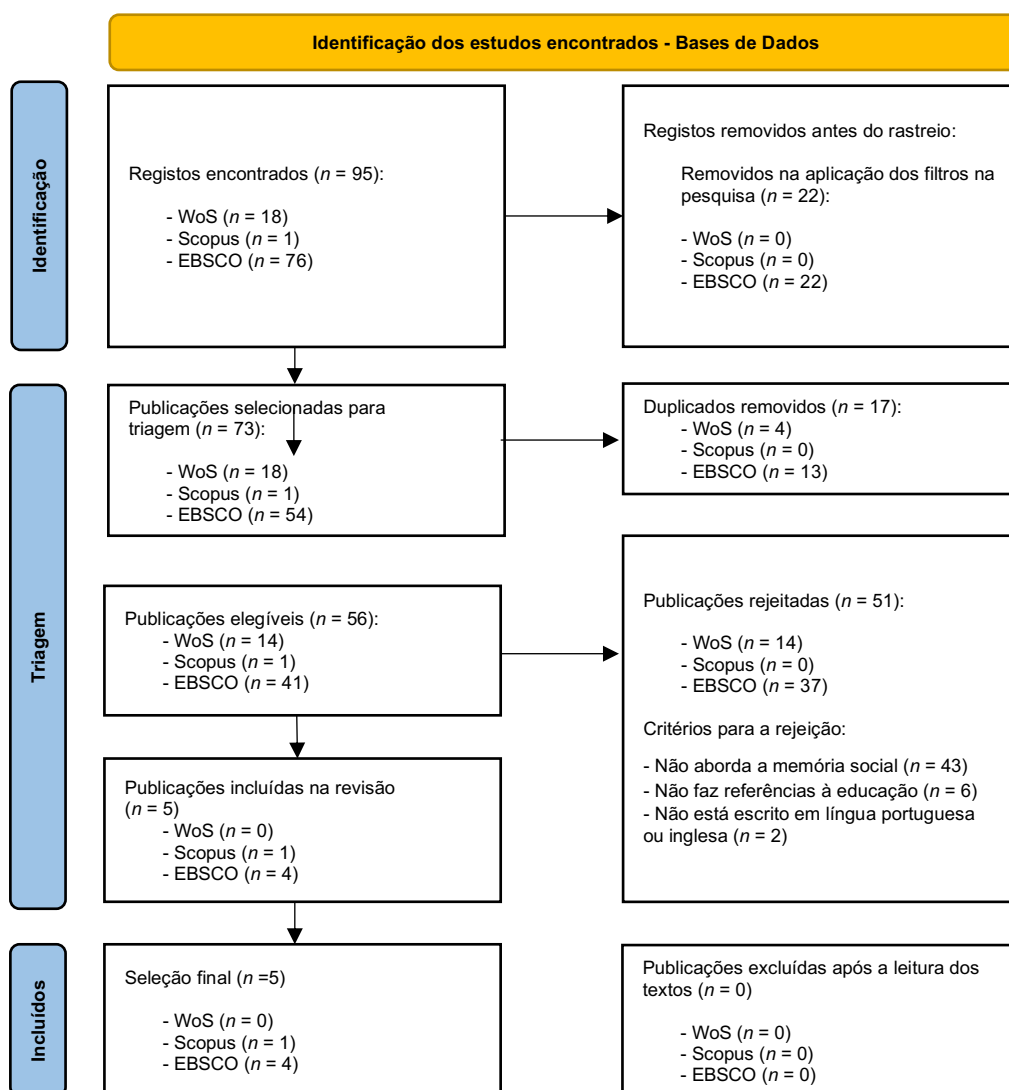 Identificação dos estudos encontrados - Bases de Dados
Identificação
Registos encontrados (n = 95):
- WoS (n = 18)
- Scopus (n = 1)
- EBSCO (n = 76)
Registos removidos antes do rastreio:
Removidos na aplicação dos filtros na
pesquisa (n = 22):
- WoS (n = 0)
- Scopus (n = 0)
- EBSCO (n = 22)
Triagem
Publicações selecionadas para
triagem (n = 73):
- WoS (n = 18)
- Scopus (n = 1)
- EBSCO (n = 54)
Duplicados removidos (n = 17):
- WoS (n = 4)
- Scopus (n = 0)
- EBSCO (n = 13)
Publicações elegíveis (n = 56):
- WoS (n = 14)
- Scopus (n = 1)
- EBSCO (n = 41)
Publicações rejeitadas (n = 51):
- WoS (n = 14)
- Scopus (n = 0)
- EBSCO (n = 37)
Critérios para a rejeição:
- Não aborda a memória social (n = 43)
- Não faz referências à educação (n = 6)
- Não está escrito em língua portuguesa
ou inglesa (n = 2)
Publicações incluídas na revisão
(n = 5)
- WoS (n = 0)
- Scopus (n = 1)
- EBSCO (n = 4)
Incluídos
Seleção final (n =5)
- WoS (n = 0)
- Scopus (n = 1)
- EBSCO (n = 4)
Publicações excluídas após a leitura dos
textos (n = 0)
- WoS (n = 0)
- Scopus (n = 0)
- EBSCO (n = 0)